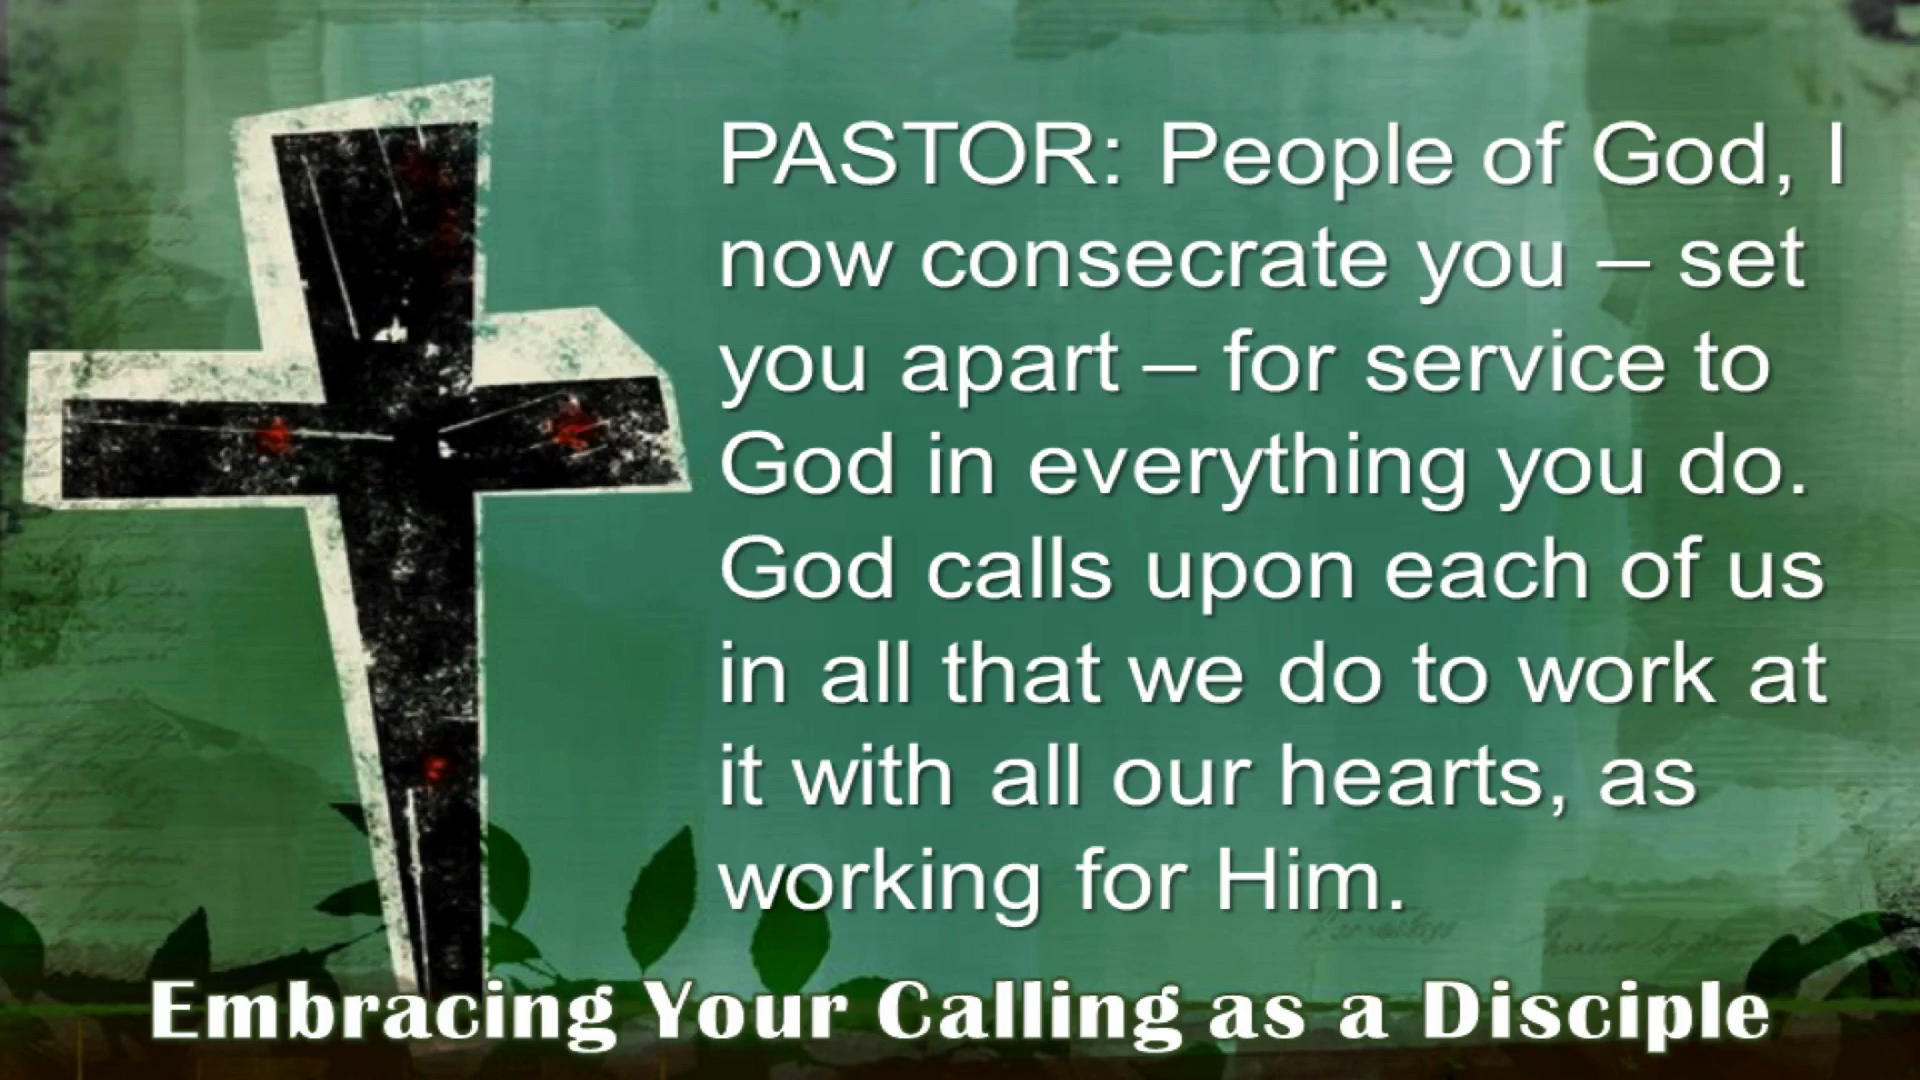 PASTOR: People of God, I
now consecrate you – set
you apart – for service to
God in everything you do.
God calls upon each of us
in all that we do to work at
it with all our hearts, as
working for Him.
Embracing Your Calling as a Disciple